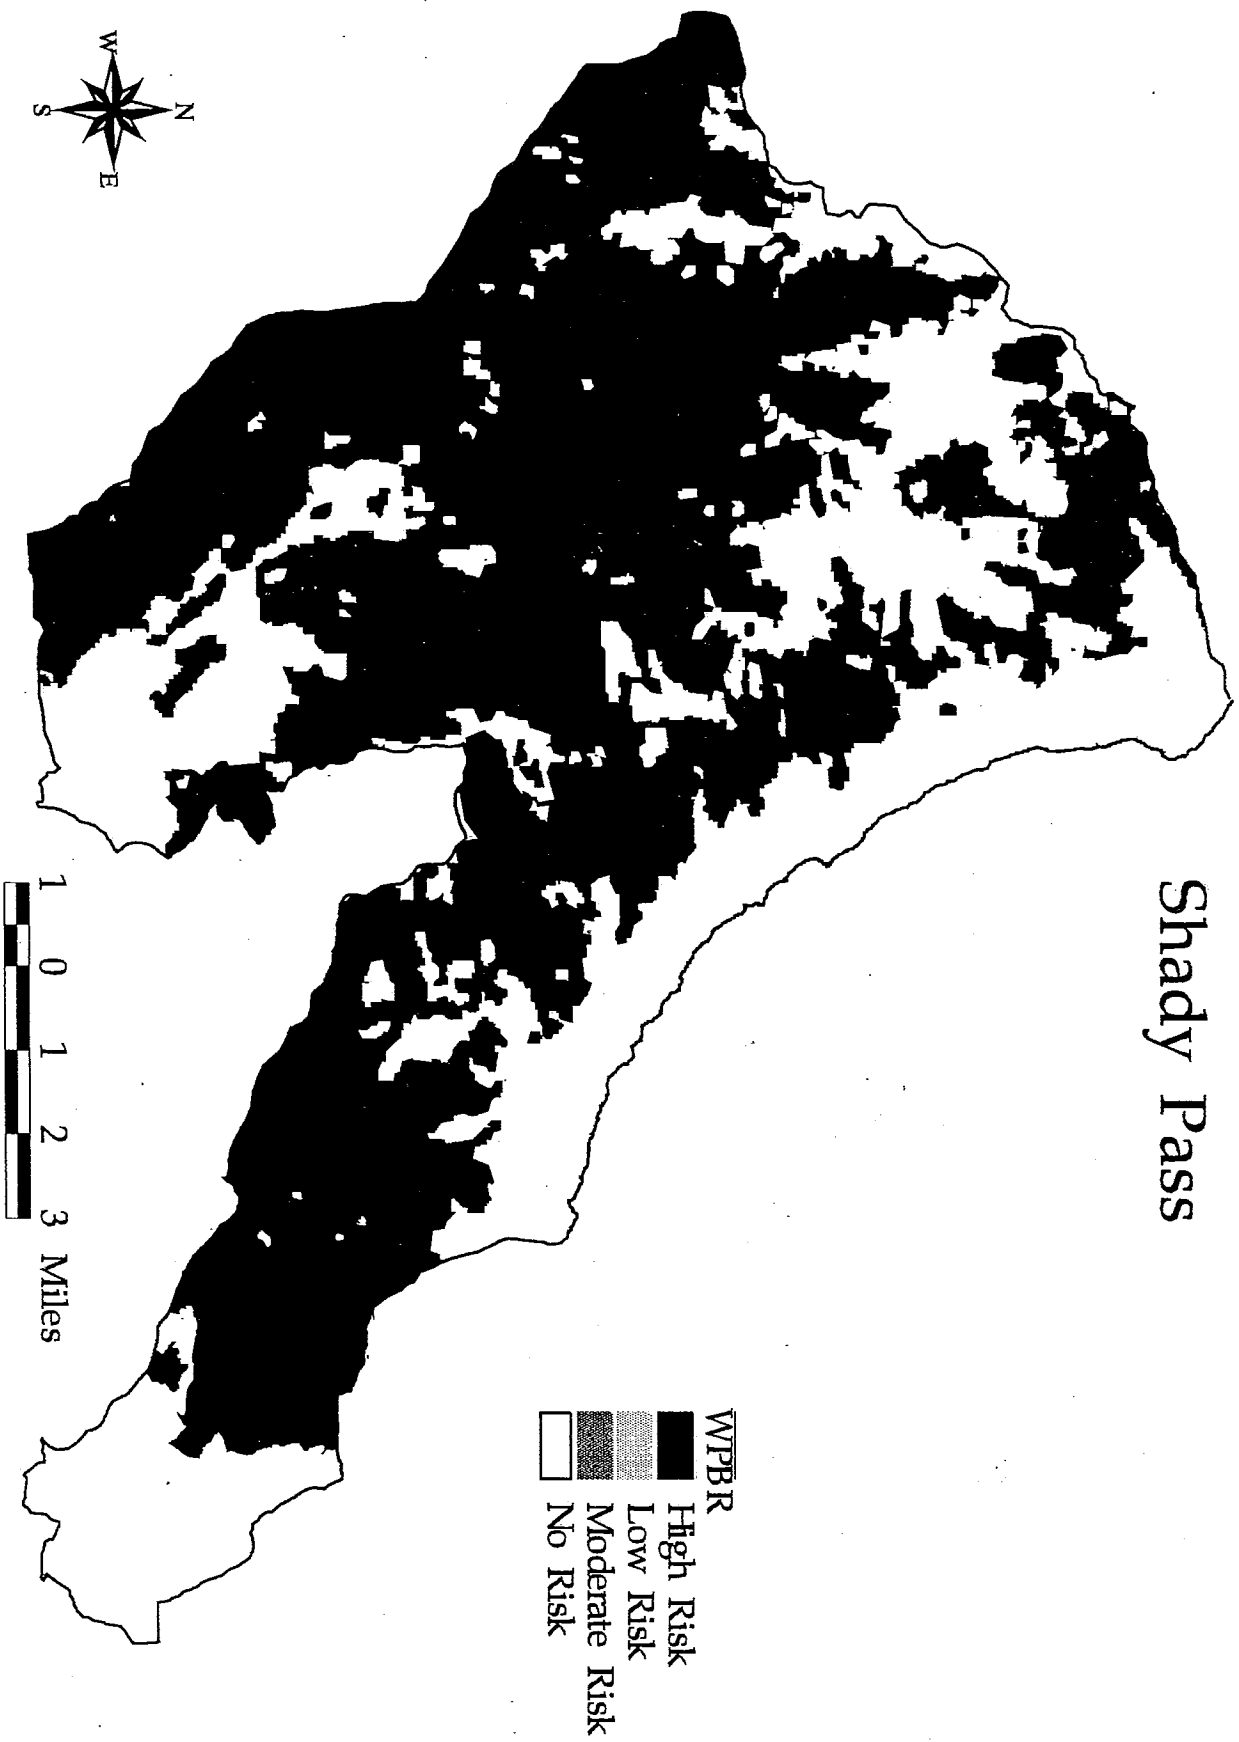 Shady Pass
N
W
E
S
WPBR
High Risk
Low Risk
Moderate Risk
No Risk
1 0 1 2 3 Miles